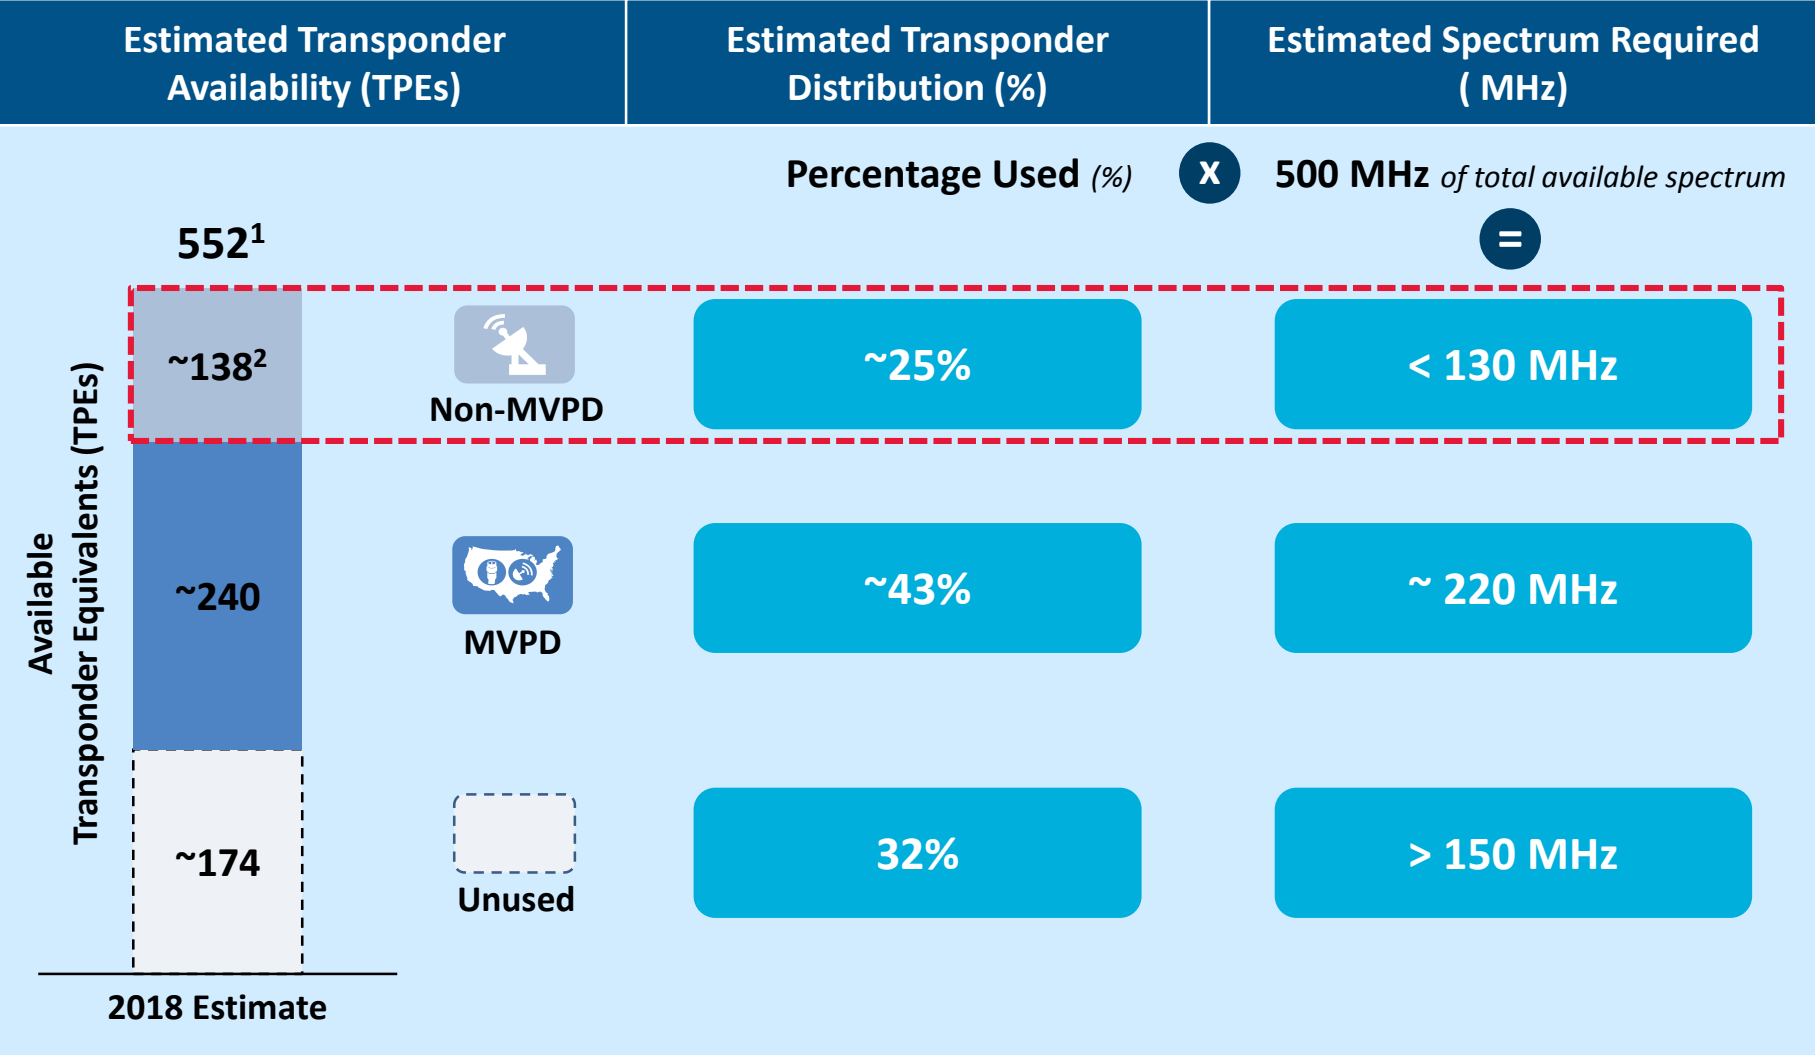 Estimated Transponder
Availability (TPEs)
Estimated Transponder
Distribution (%)
Estimated Spectrum Required
( MHz)
Percentage Used (%)
X
500 MHz of total available spectrum
=
552¹
Available
Transponder Equivalents (TPEs)
~138²
Non-MVPD
~25%
< 130 MHz
~240
MVPD
~43%
~ 220 MHz
~174
Unused
32%
> 150 MHz
2018 Estimate